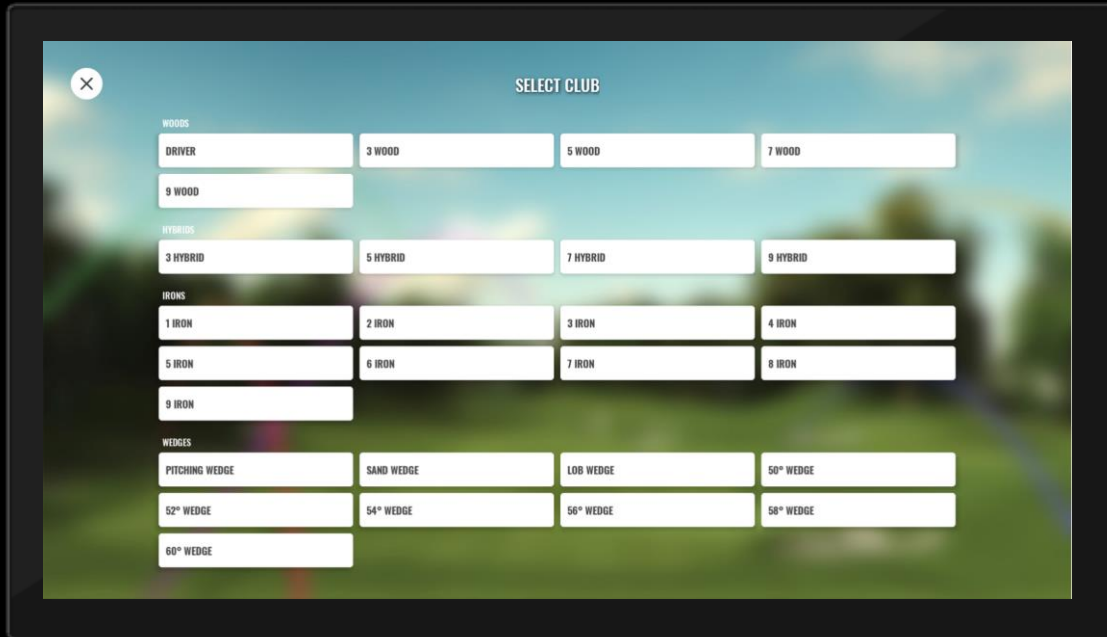 SELECT CLUB
WOODS
DRIVER
3 WOOD
5 WOOD
7 WOOD
9 WOOD
HYBRIDS
3 HYBRID
5 HYBRID
7 HYBRID
9 HYBRID
IRONS
1 IRON
2 IRON
3 IRON
4 IRON
5 IRON
6 IRON
7 IRON
8 IRON
9 IRON
WEDGES
PITCHING WEDGE
SAND WEDGE
LOB WEDGE
50° WEDGE
52° WEDGE
54° WEDGE
56° WEDGE
58° WEDGE
60° WEDGE